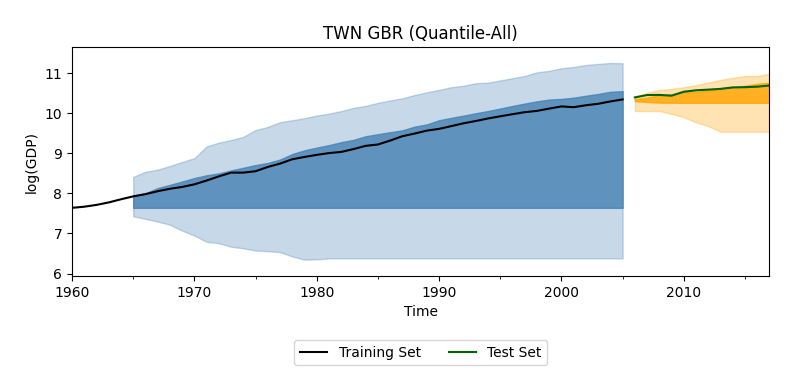 TWN GBR (Quantile-All)
11
10
9
8
7
6
log(GDP)
1960 1970 1980 1990 2000 2010
Time
Training Set Test Set